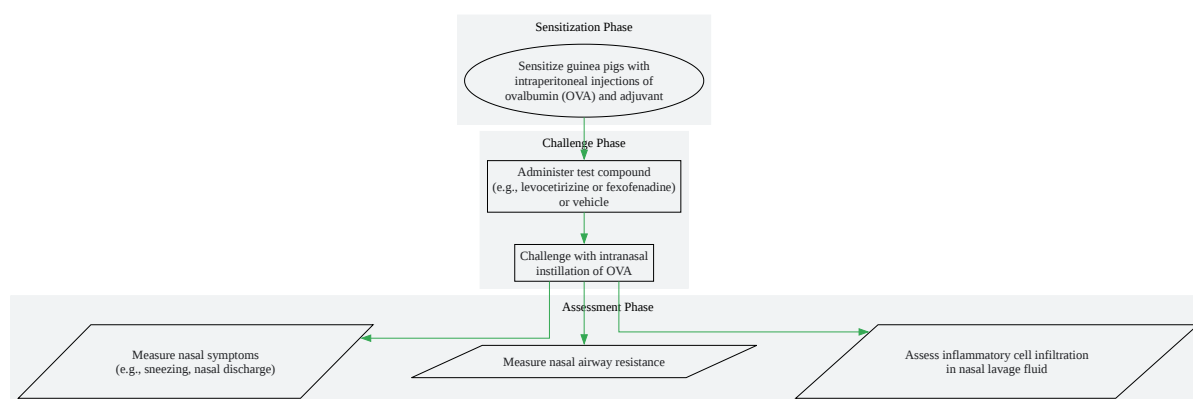 Sensitization Phase
Sensitize guinea pigs with
intraperitoneal injections of
ovalbumin (OVA) and adjuvant
Challenge Phase
Administer test compound
(e.g., levocetirizine or fexofenadine)
or vehicle
Challenge with intranasal
instillation of OVA
Assessment Phase
Measure nasal symptoms
(e.g., sneezing, nasal discharge)
Measure nasal airway resistance
Assess inflammatory cell infiltration
in nasal lavage fluid